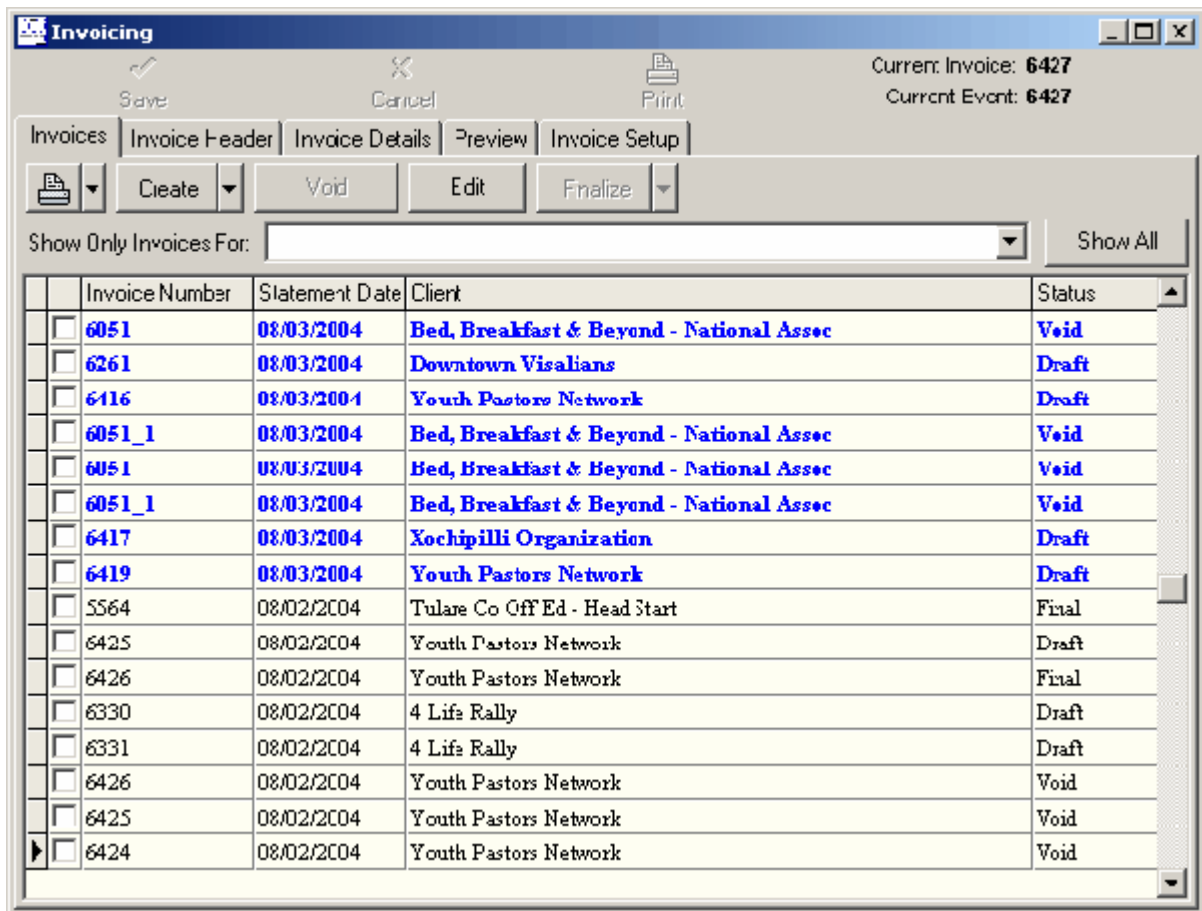 Invoicing
Save Cancel Print Current Invoice: 6427
Current Event: 6427
Invoices Invoice Header Invoice Details Preview Invoice Setup
Create Void Edit Finalize
Show Only Invoices For: Show All
Invoice Number Statement Date Client Status
6051 08/03/2004 Bed, Breakfast & Beyond - National Assoc Void
6261 08/03/2004 Downtown Visalians Draft
6416 08/03/2004 Youth Pastors Network Draft
6051_1 08/03/2004 Bed, Breakfast & Beyond - National Assoc Void
6051 08/03/2004 Bed, Breakfast & Beyond - National Assoc Void
6051_1 08/03/2004 Bed, Breakfast & Beyond - National Assoc Void
6417 08/03/2004 Xochipilli Organization Draft
6419 08/03/2004 Youth Pastors Network Draft
5564 08/02/2004 Tulare Co Off Ed - Head Start Final
6425 08/02/2004 Youth Pastors Network Draft
6426 08/02/2004 Youth Pastors Network Final
6330 08/02/2004 4 Life Rally Draft
6331 08/02/2004 4 Life Rally Draft
6426 08/02/2004 Youth Pastors Network Void
6425 08/02/2004 Youth Pastors Network Void
6424 08/02/2004 Youth Pastors Network Void